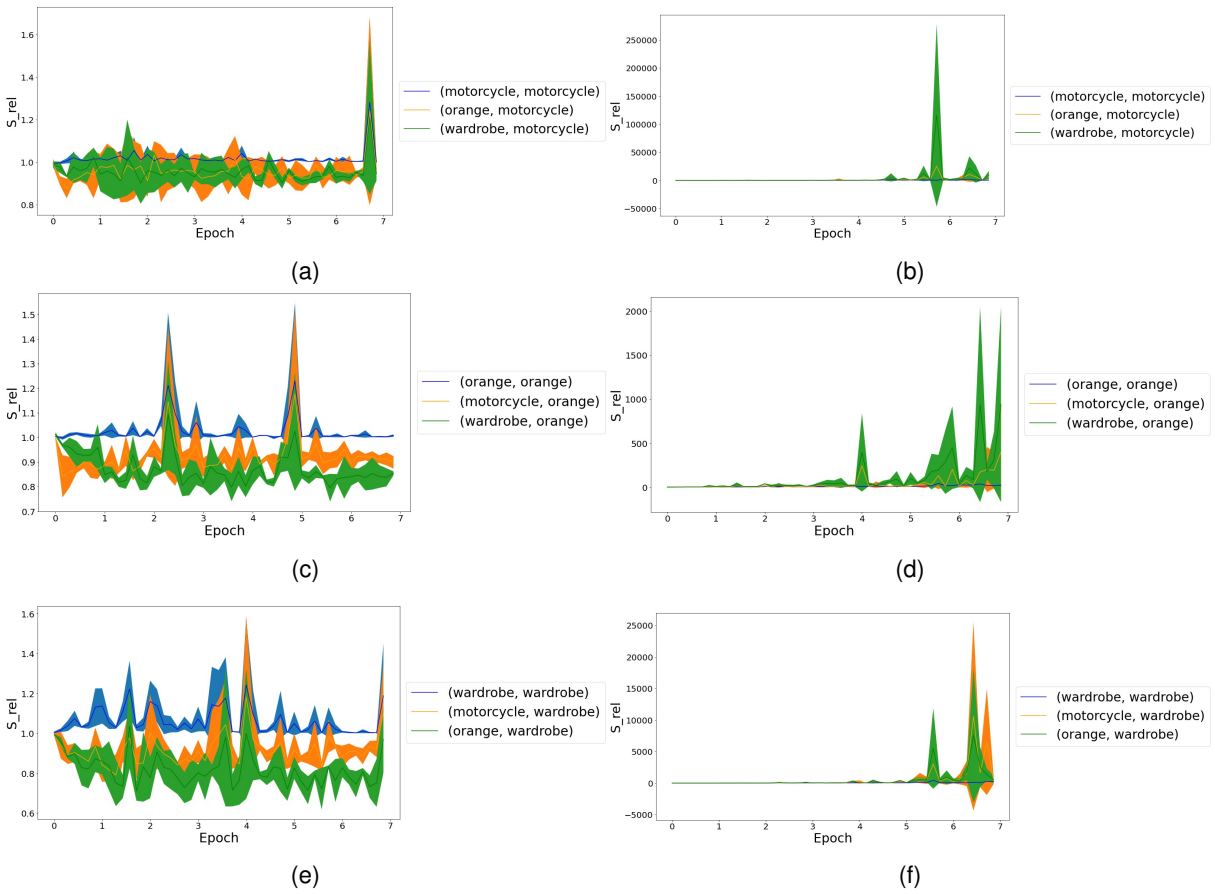 1.6
1.4
1.2
1.0
0.8
S_rel
0 1 2 3 4 5 6 7
Epoch
(motorcycle, motorcycle)
(orange, motorcycle)
(wardrobe, motorcycle)
(a)
250000
200000
150000
100000
50000
0
−50000
S_rel
0 1 2 3 4 5 6 7
Epoch
(motorcycle, motorcycle)
(orange, motorcycle)
(wardrobe, motorcycle)
(b)
1.5
1.4
1.3
1.2
1.1
1.0
0.9
0.8
0.7
S_rel
0 1 2 3 4 5 6 7
Epoch
(orange, orange)
(motorcycle, orange)
(wardrobe, orange)
(c)
2000
1500
1000
500
0
S_rel
0 1 2 3 4 5 6 7
Epoch
(orange, orange)
(motorcycle, orange)
(wardrobe, orange)
(d)
1.6
1.4
1.2
1.0
0.8
0.6
S_rel
0 1 2 3 4 5 6 7
Epoch
(wardrobe, wardrobe)
(motorcycle, wardrobe)
(orange, wardrobe)
(e)
25000
20000
15000
10000
5000
0
−5000
S_rel
0 1 2 3 4 5 6 7
Epoch
(wardrobe, wardrobe)
(motorcycle, wardrobe)
(orange, wardrobe)
(f)